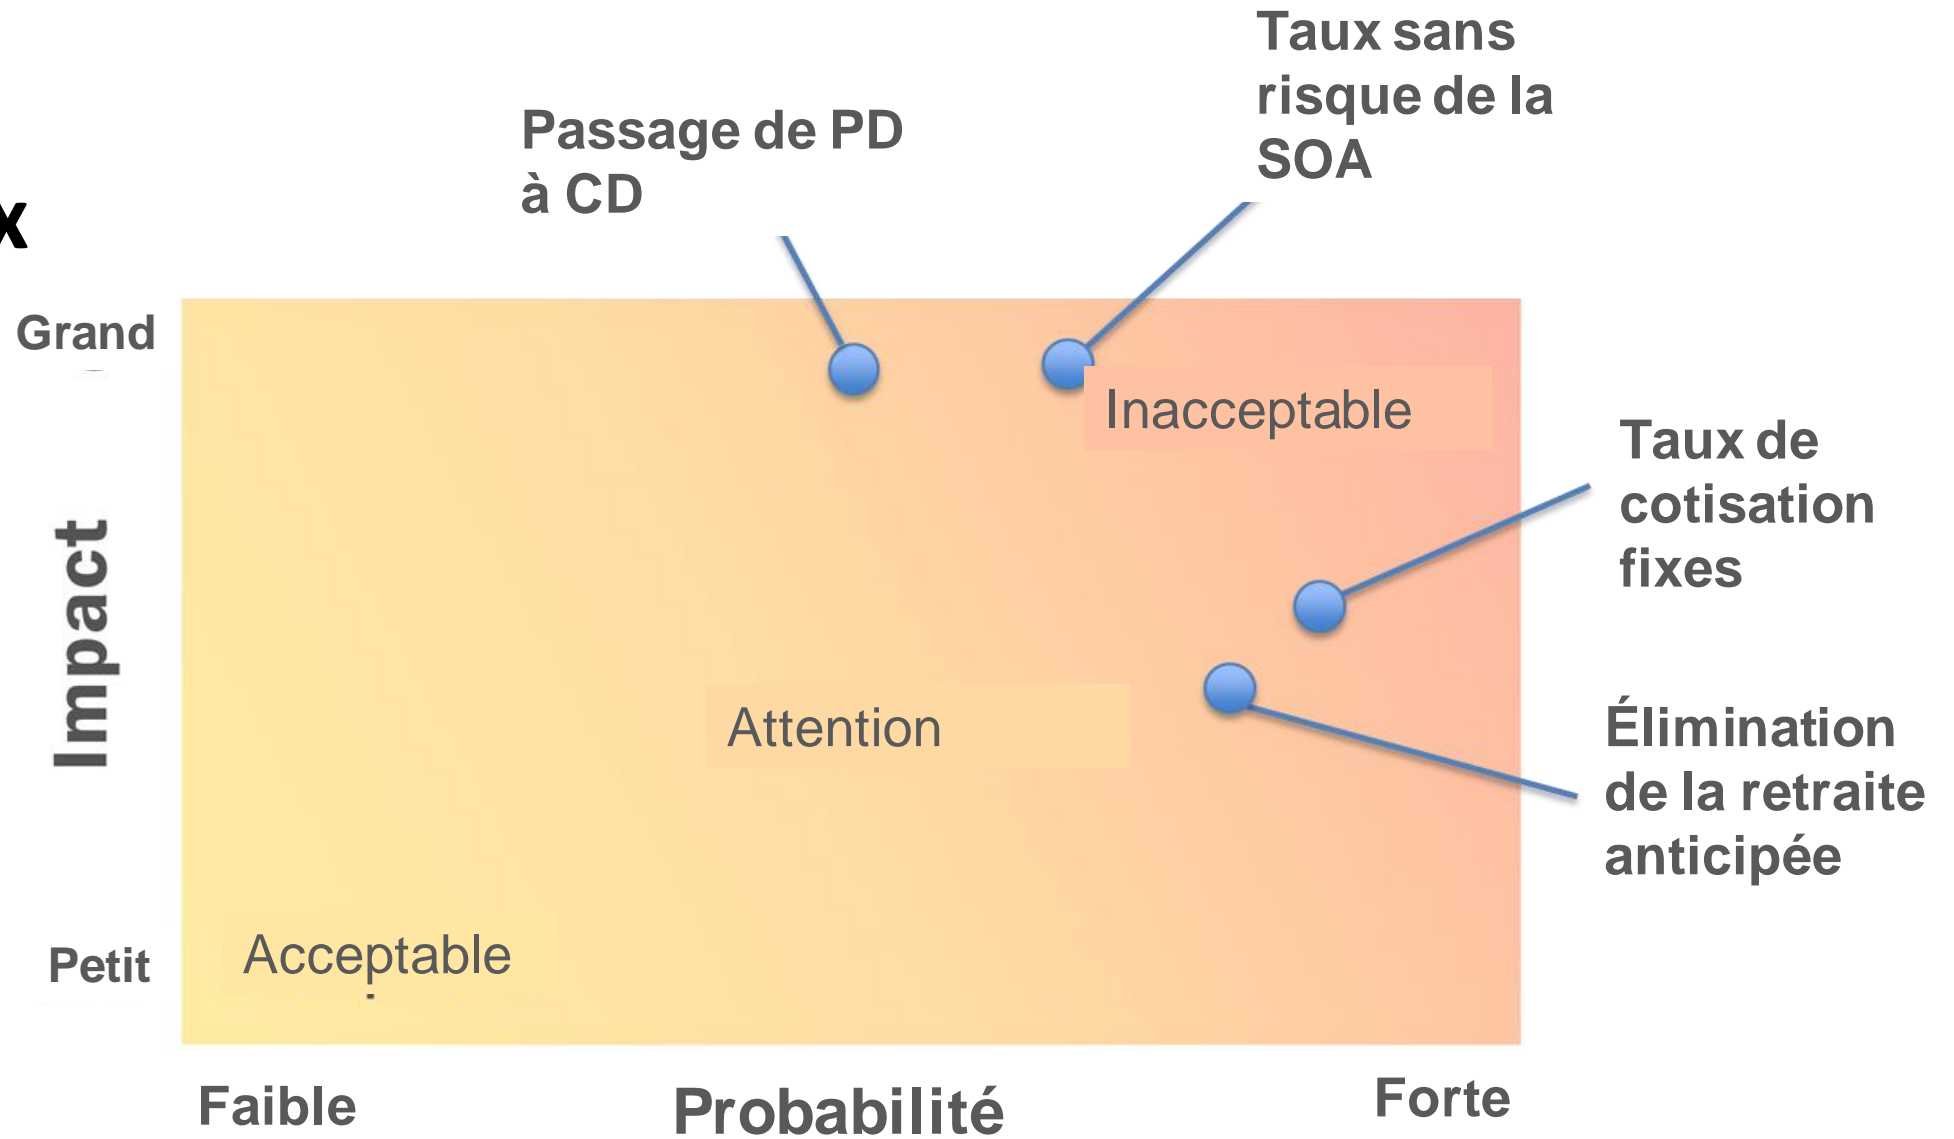 Taux sans
risque de la
SOA
Passage de PD
à CD
x
Grand
Inacceptable
Taux de
cotisation
fixes
Impact
Attention
Élimination
de la retraite
anticipée
Acceptable
Petit
Faible
Probabilité
Forte